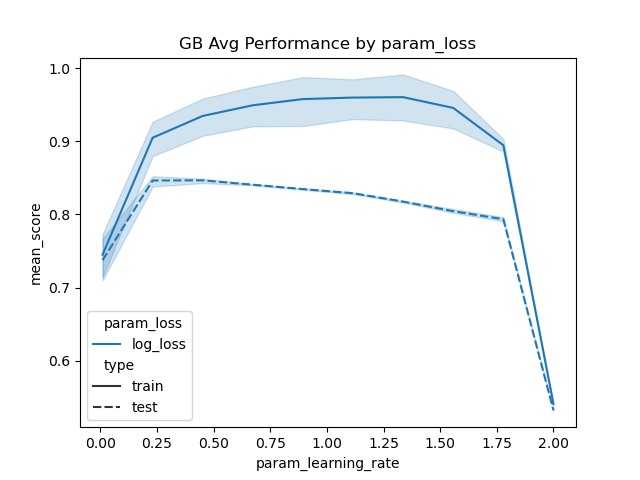 GB Avg Performance by param_loss
1.0
0.9
0.8
0.7
0.6
mean_score
param_loss
log_loss
type
train
test
0.00 0.25 0.50 0.75 1.00 1.25 1.50 1.75 2.00
param_learning_rate